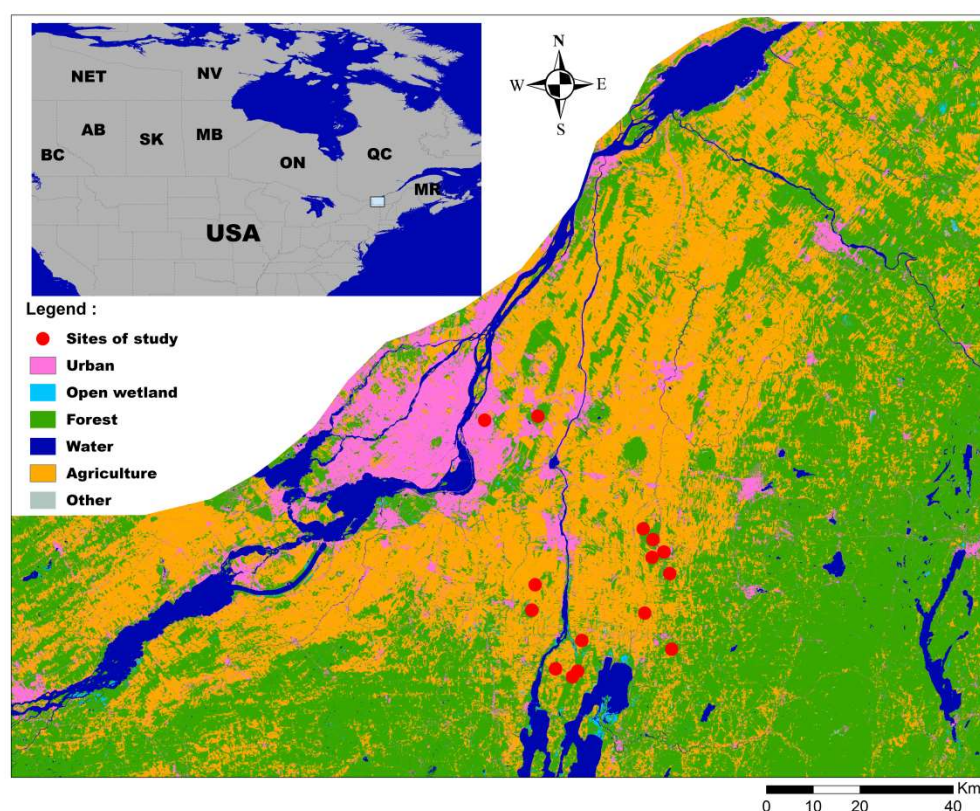 NET
NV
AB
SK
MB
BC
ON
QC
MR
USA
N
W E
S
Legend :
Sites of study
Urban
Open wetland
Forest
Water
Agriculture
Other
Km
0 10 20 40